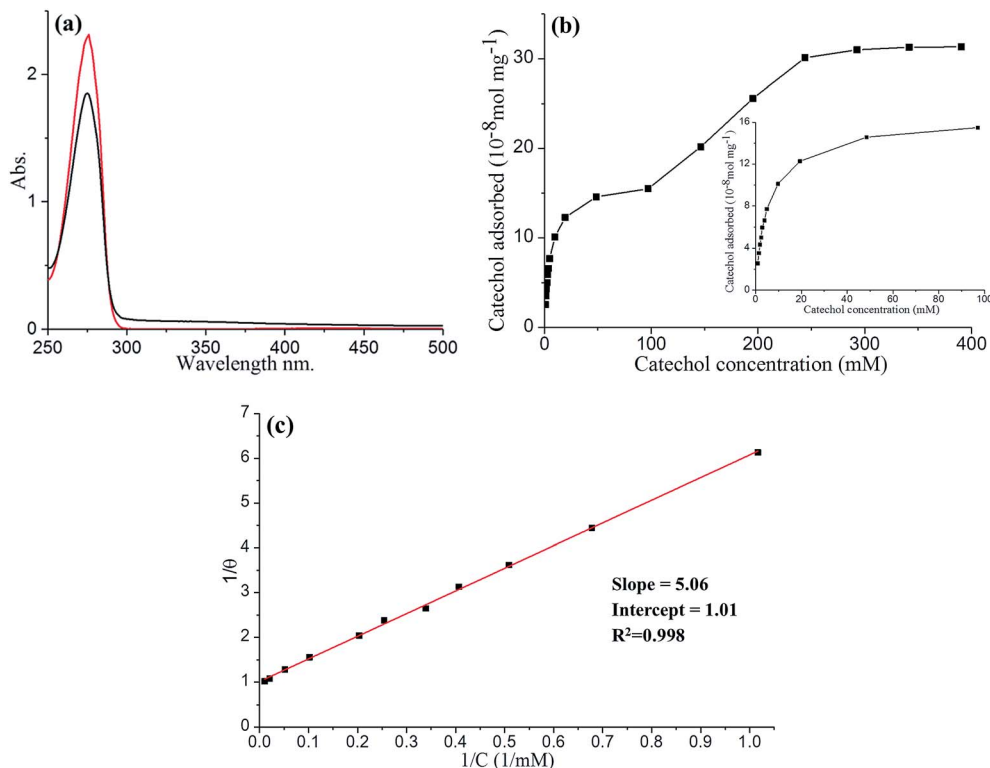 (a)
2
1
0
Abs.
250 300 350 400 450 500
Wavelength nm.
(b)
30
20
10
0
Catechol adsorbed (10⁻⁸mol mg⁻¹)
0 100 200 300 400
Catechol concentration (mM)
16
12
8
4
0
Catechol adsorbed (10⁻⁸mol mg⁻¹)
0 20 40 60 80 100
Catechol concentration (mM)
(c)
7
6
5
4
3
2
1
0
1/θ
Slope = 5.06
Intercept = 1.01
R²=0.998
0.0 0.1 0.2 0.3 0.4 0.5 0.6 0.7 0.8 0.9 1.0
1/C (1/mM)